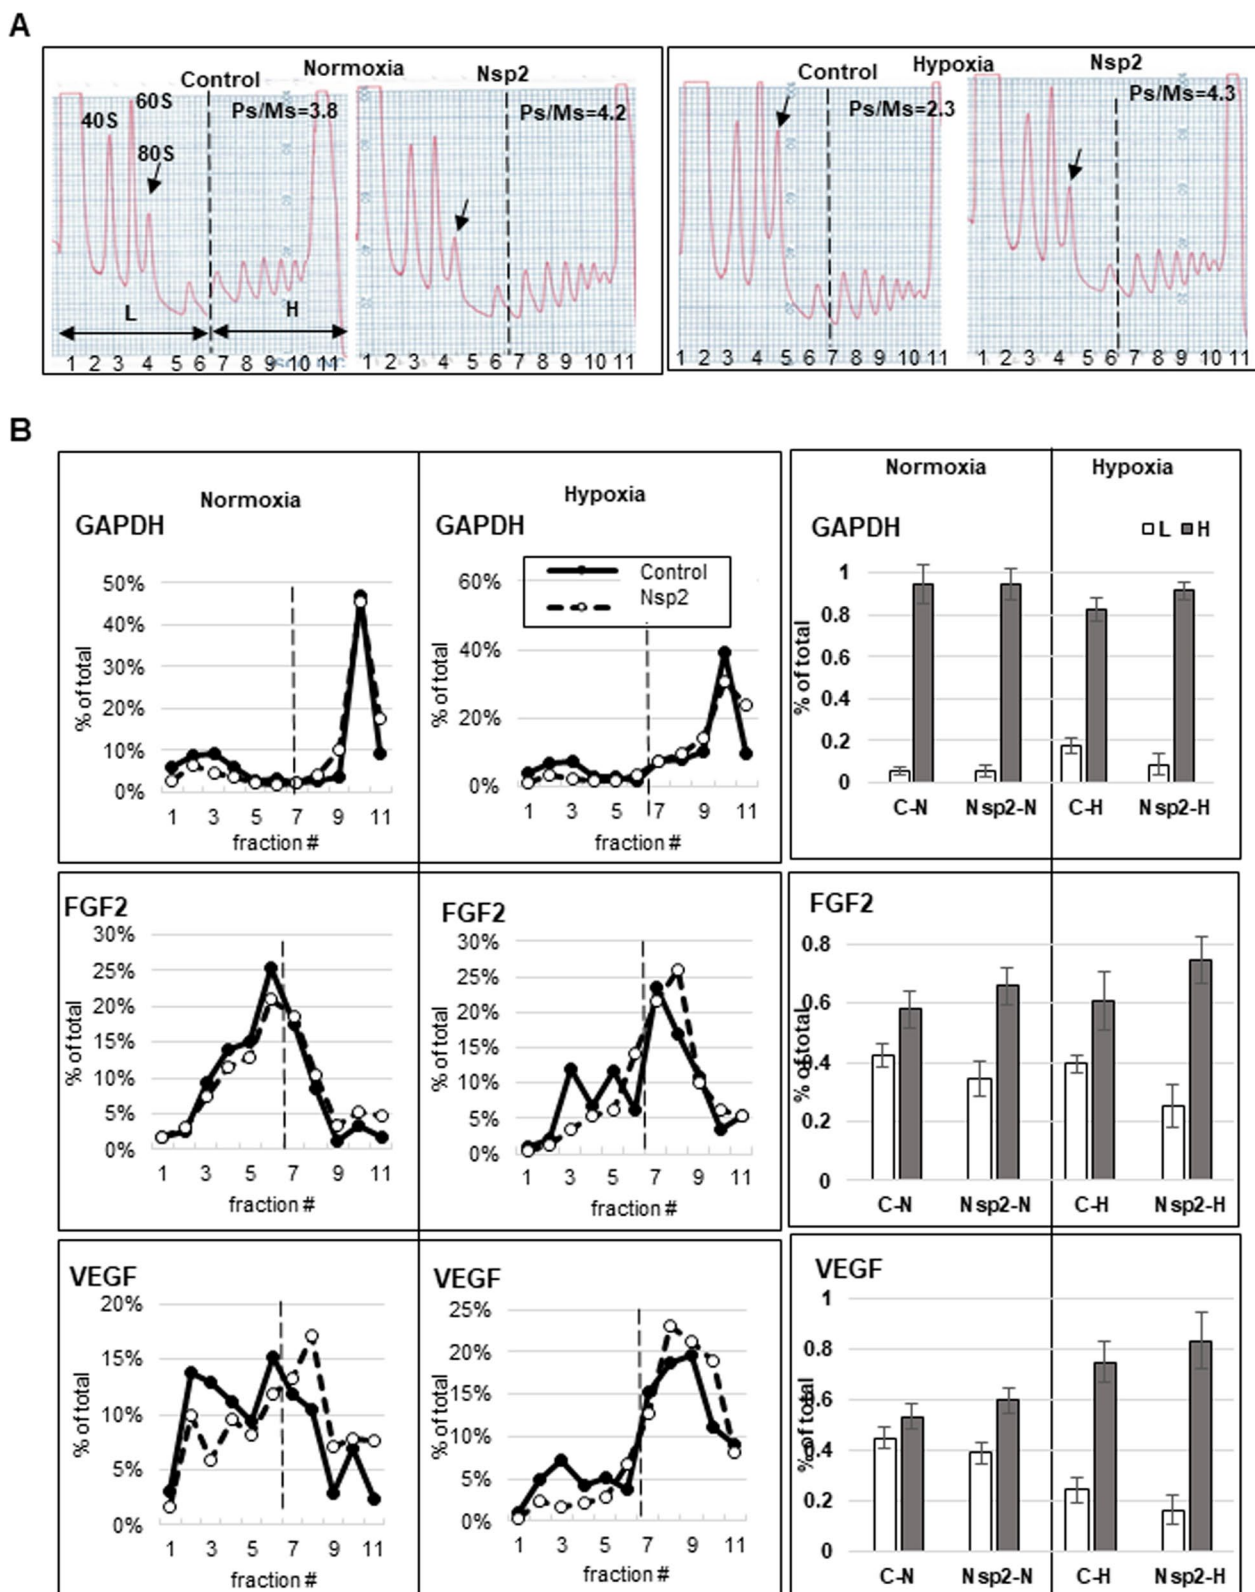 A
Control
Normoxia
Nsp2
60S
40S
80S
Ps/Ms=3.8
Ps/Ms=4.2
L
H
1 2 3 4 5 6 7 8 9 10 11
1 2 3 4 5 6 7 8 9 10 11
Control
Hypoxia
Nsp2
Ps/Ms=2.3
Ps/Ms=4.3
1 2 3 4 5 6 7 8 9 10 11
1 2 3 4 5 6 7 8 9 10 11
B
Normoxia
GAPDH
50%
40%
30%
20%
10%
0%
% of total
1 3 5 7 9 11
fraction #
Hypoxia
GAPDH
Control
Nsp2
60%
40%
20%
0%
% of total
1 3 5 7 9 11
fraction #
Normoxia
Hypoxia
GAPDH
L H
1
0.8
0.6
0.4
0.2
0
% of total
C-N Nsp2-N C-H Nsp2-H
FGF2
30%
25%
20%
15%
10%
5%
0%
% of total
1 3 5 7 9 11
fraction #
FGF2
30%
25%
20%
15%
10%
5%
0%
% of total
1 3 5 7 9 11
fraction #
FGF2
0.8
0.6
0.4
0.2
0
% of total
C-N Nsp2-N C-H Nsp2-H
VEGF
20%
15%
10%
5%
0%
% of total
1 3 5 7 9 11
fraction #
VEGF
25%
20%
15%
10%
5%
0%
% of total
1 3 5 7 9 11
fraction #
VEGF
1
0.8
0.6
0.4
0.2
0
% of total
C-N Nsp2-N C-H Nsp2-H